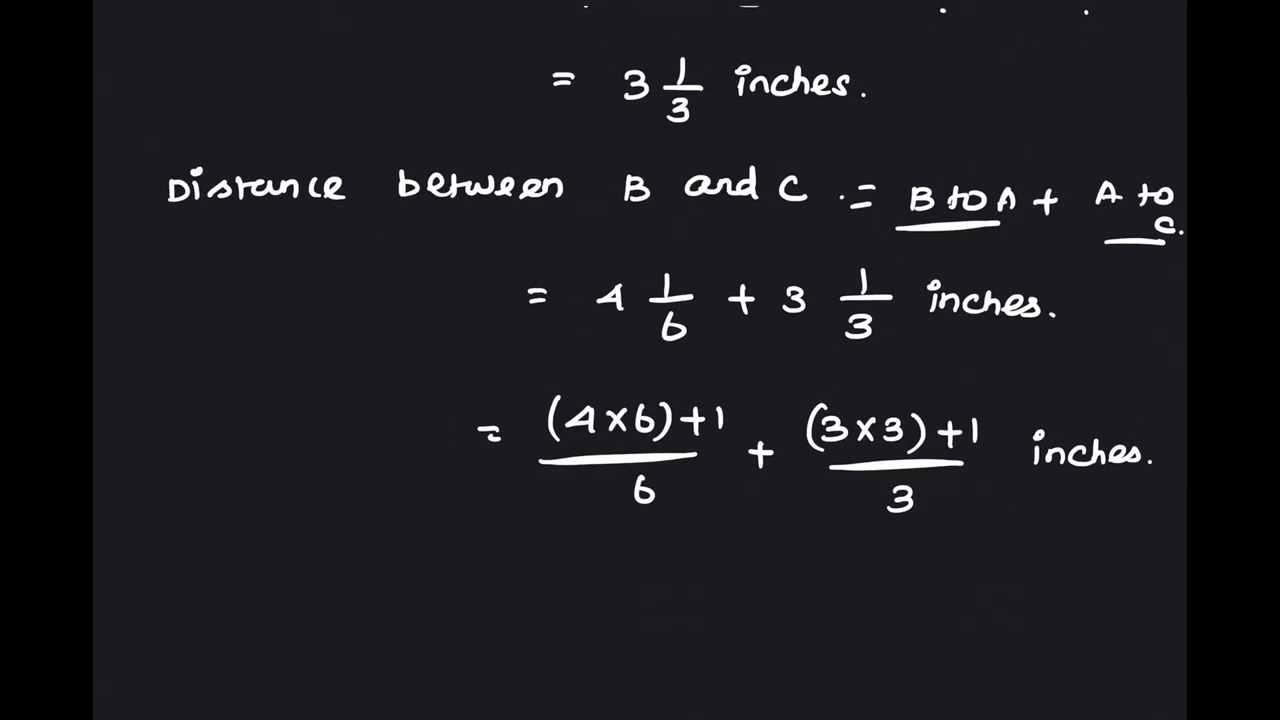 = 3 1/3 inches.
Distance between B and C . = B to A + A to
C.
= 4 1/6 + 3 1/3 inches.
= (4×6)+1/6 + (3×3)+1/3 inches.